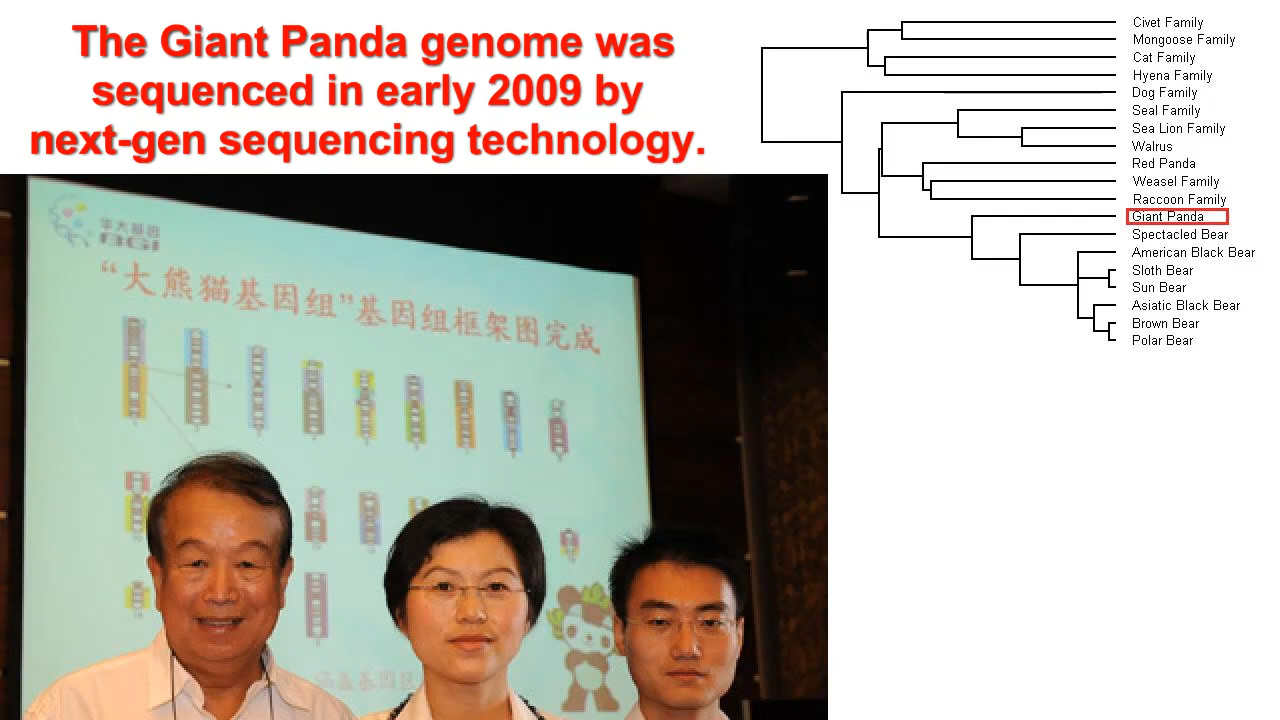 The Giant Panda genome was
sequenced in early 2009 by
next-gen sequencing technology.
华大基因
BGI
“大熊猫基因组”基因组框架图完成
Civet Family
Mongoose Family
Cat Family
Hyena Family
Dog Family
Seal Family
Sea Lion Family
Walrus
Red Panda
Weasel Family
Raccoon Family
Giant Panda
Spectacled Bear
American Black Bear
Sloth Bear
Sun Bear
Asiatic Black Bear
Brown Bear
Polar Bear